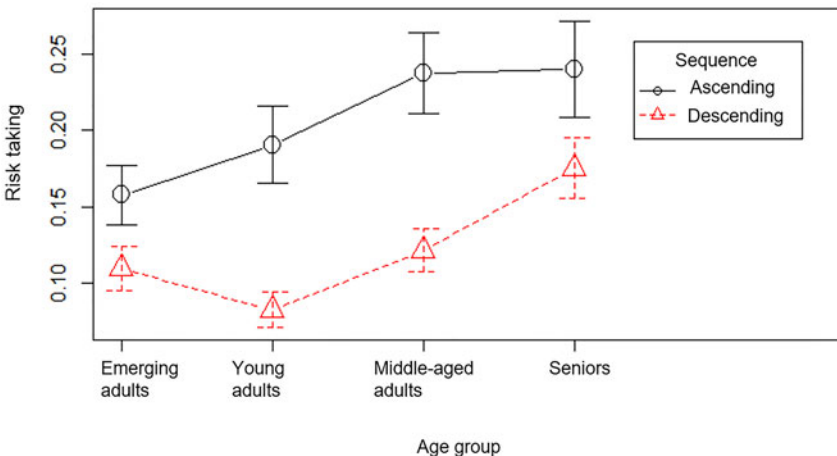 0.25
0.20
0.15
0.10
Risk taking
Sequence
Ascending
Descending
Emerging
adults
Young
adults
Middle-aged
adults
Seniors
Age group